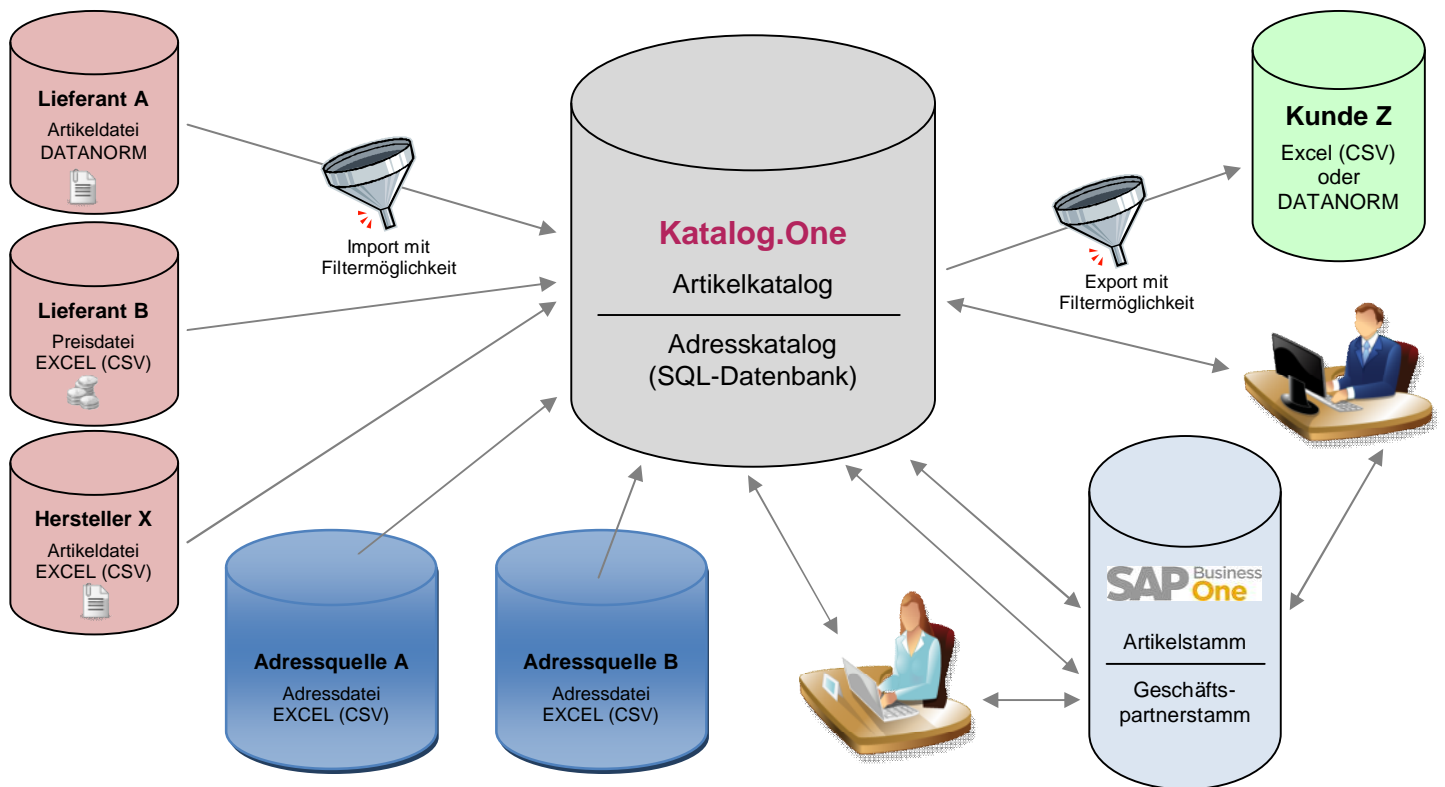 Lieferant A
Artikeldatei
DATANORM
Lieferant B
Preisdatei
EXCEL (CSV)
Hersteller X
Artikeldatei
EXCEL (CSV)
Import mit
Filtermöglichkeit
Katalog.One
Artikelkatalog
Adresskatalog
(SQL-Datenbank)
Export mit
Filtermöglichkeit
Kunde Z
Excel (CSV)
oder
DATANORM
Adressquelle A
Adressdatei
EXCEL (CSV)
Adressquelle B
Adressdatei
EXCEL (CSV)
SAP Business
One
Artikelstamm
Geschäfts-
partnerstamm